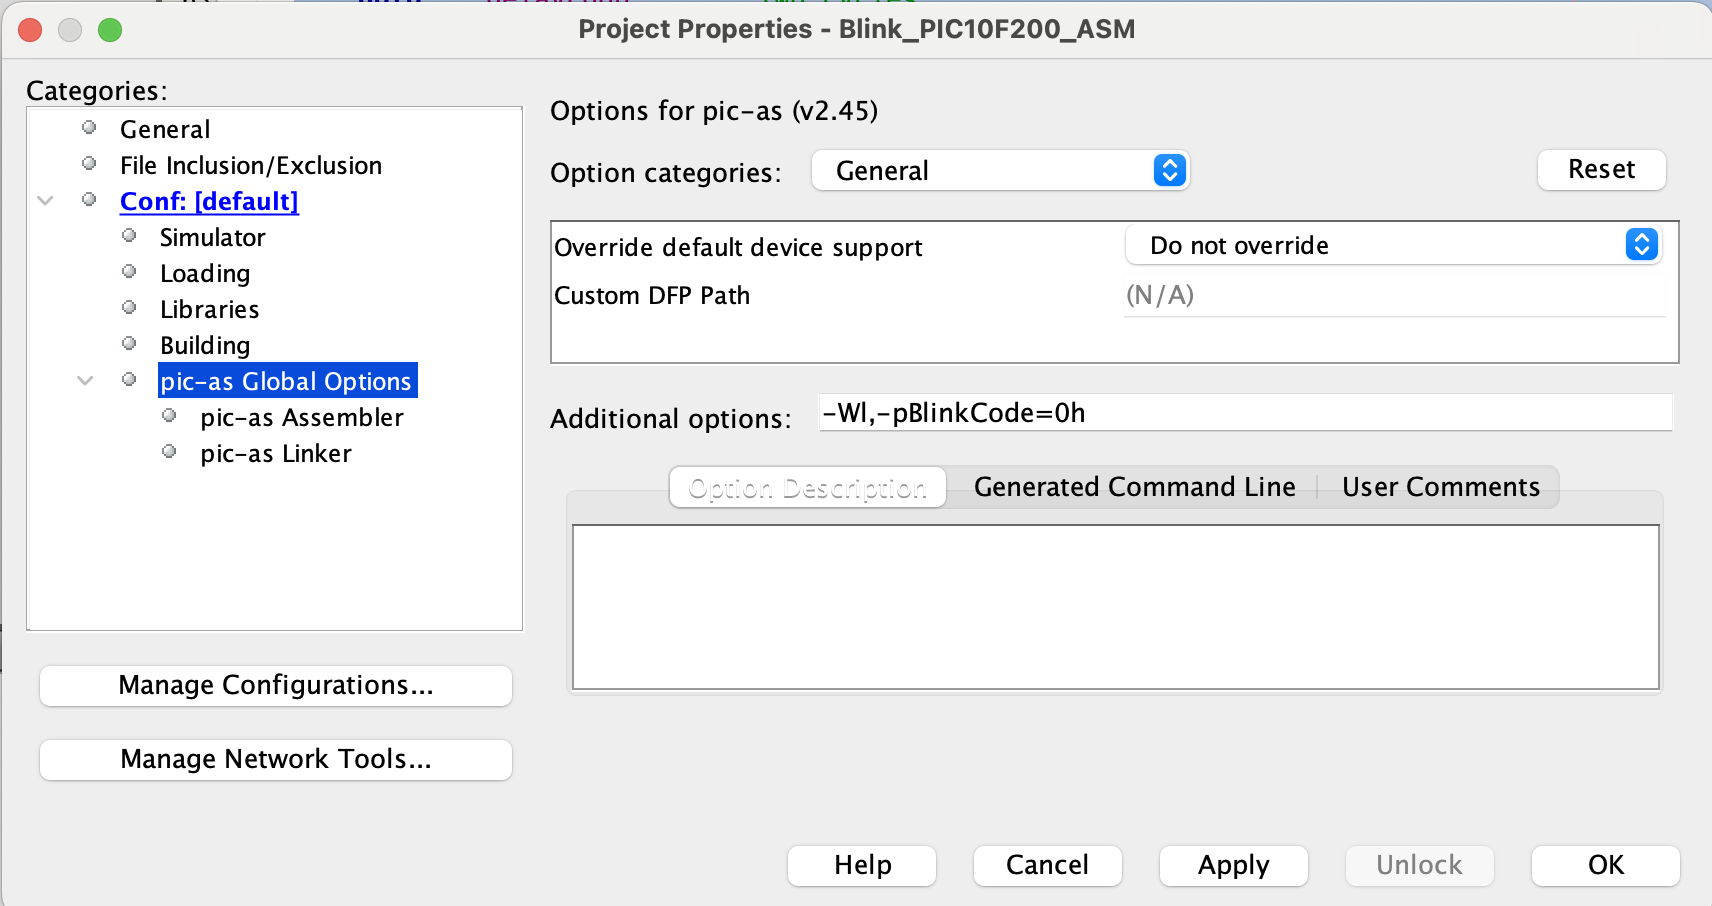 Project Properties - Blink_PIC10F200_ASM
Categories:
General
File Inclusion/Exclusion
Conf: [default]
Simulator
Loading
Libraries
Building
pic-as Global Options
pic-as Assembler
pic-as Linker
Manage Configurations...
Manage Network Tools...
Options for pic-as (v2.45)
Option categories: General Reset
Override default device support Do not override
Custom DFP Path (N/A)
Additional options: -Wl,-pBlinkCode=0h
Option Description Generated Command Line User Comments
Help Cancel Apply Unlock OK